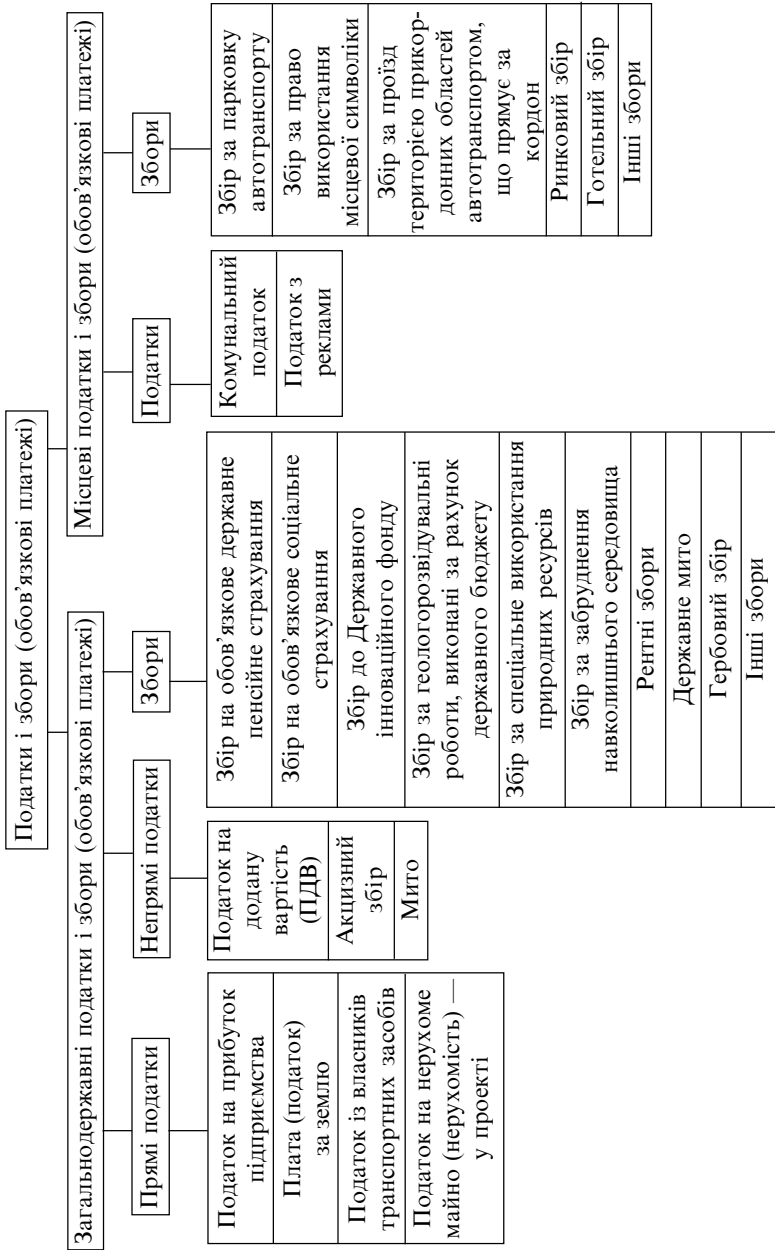 Податки і збори (обов'язкові платежі)
Загальнодержавні податки і збори (обов'язкові платежі)
Прямі податки
Податок на прибуток
підприємства
Плата (податок)
за землю
Податок із власників
транспортних засобів
Податок на нерухоме
майно (нерухомість) —
у проекті
Непрямі податки
Податок на
додану
вартість
(ПДВ)
Акцизний
збір
Мито
Збори
Збір на обов'язкове державне
пенсійне страхування
Збір на обов'язкове соціальне
страхування
Збір до Державного
інноваційного фонду
Збір за геологорозвідувальні
роботи, виконані за рахунок
державного бюджету
Збір за спеціальне використання
природних ресурсів
Збір за забруднення
навколишнього середовища
Рентні збори
Державне мито
Гербовий збір
Інші збори
Місцеві податки і збори (обов'язкові платежі)
Податки
Комунальний
податок
Податок з
реклами
Збори
Збір за парковку
автотранспорту
Збір за право
використання
місцевої символіки
Збір за проїзд
територією прикор-
донних областей
автотранспортом,
що прямує за
кордон
Ринковий збір
Готельний збір
Інші збори